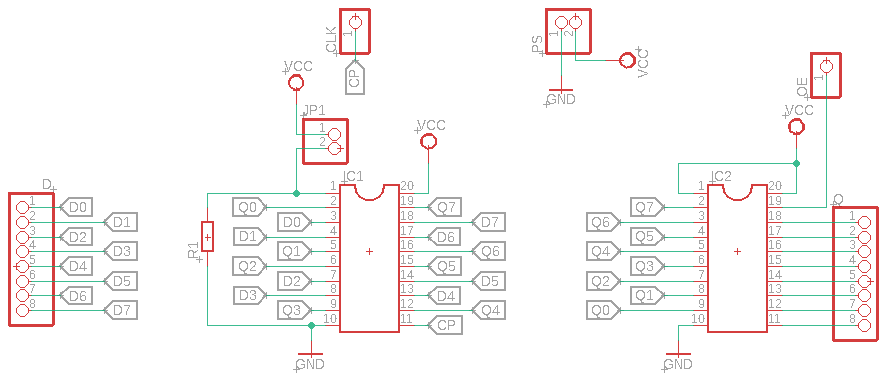 CLK
1
CP
PS
1
2
VCC
GND
OE
1
VCC
JP1
1
2
VCC
VCC
D
1
2
3
4
5
6
7
8
D0
D1
D2
D3
D4
D5
D6
D7
R1
IC1
1
2
3
4
5
6
7
8
9
10
20
19
18
17
16
15
14
13
12
11
Q0
D0
D1
Q1
Q2
D2
D3
Q3
Q7
D7
D6
Q6
Q5
D5
D4
Q4
CP
GND
IC2
1
2
3
4
5
6
7
8
9
10
20
19
18
17
16
15
14
13
12
11
Q7
Q6
Q5
Q4
Q3
Q2
Q1
Q0
GND
Q
1
2
3
4
5
6
7
8